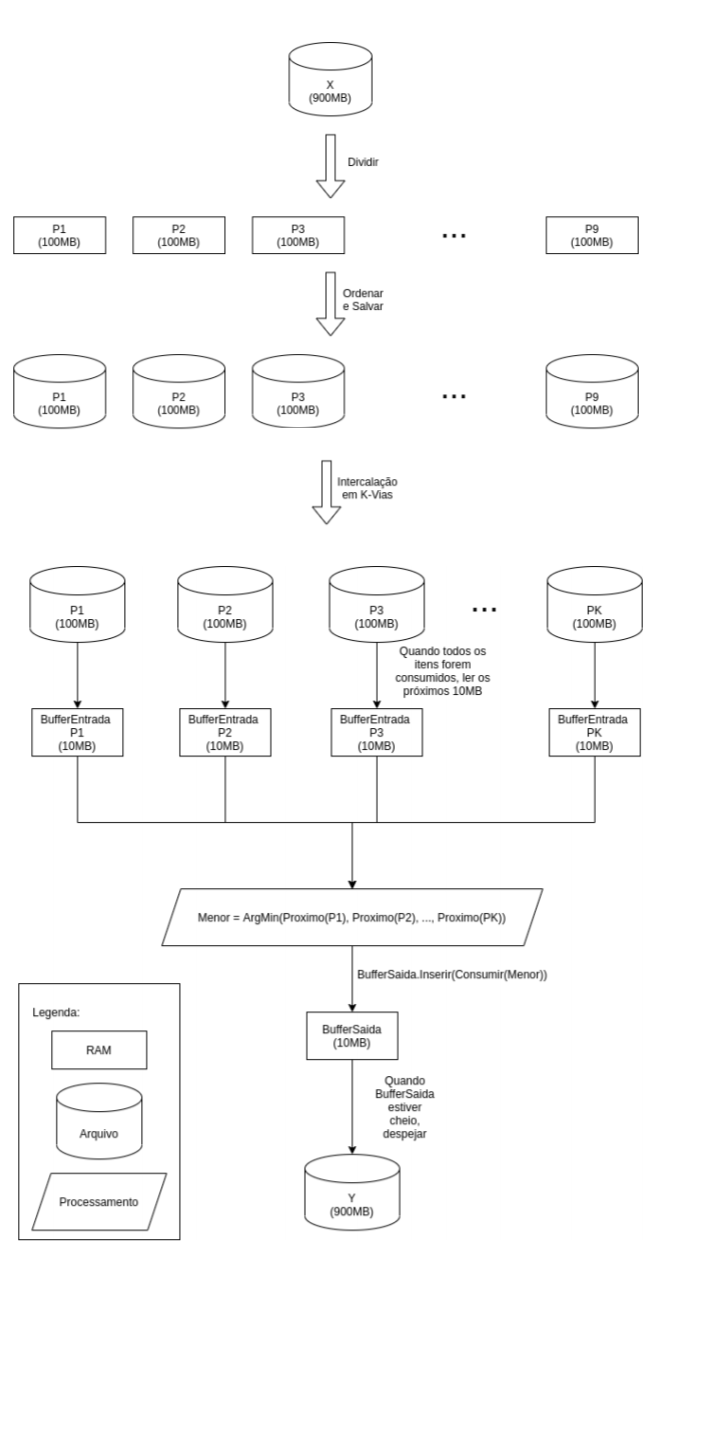 X
(900MB)
Dividir
P1
(100MB)
P2
(100MB)
P3
(100MB)
...
P9
(100MB)
Ordenar
e Salvar
P1
(100MB)
P2
(100MB)
P3
(100MB)
...
P9
(100MB)
Intercalação
em K-Vias
P1
(100MB)
P2
(100MB)
P3
(100MB)
...
PK
(100MB)
Quando todos os
itens forem
consumidos, ler os
próximos 10MB
BufferEntrada
P1
(10MB)
BufferEntrada
P2
(10MB)
BufferEntrada
P3
(10MB)
BufferEntrada
PK
(10MB)
Menor = ArgMin(Proximo(P1), Proximo(P2), ..., Proximo(PK))
BufferSaida.Inserir(Consumir(Menor))
BufferSaida
(10MB)
Quando
BufferSaida
estiver
cheio,
despejar
Y
(900MB)
Legenda:
RAM
Arquivo
Processamento